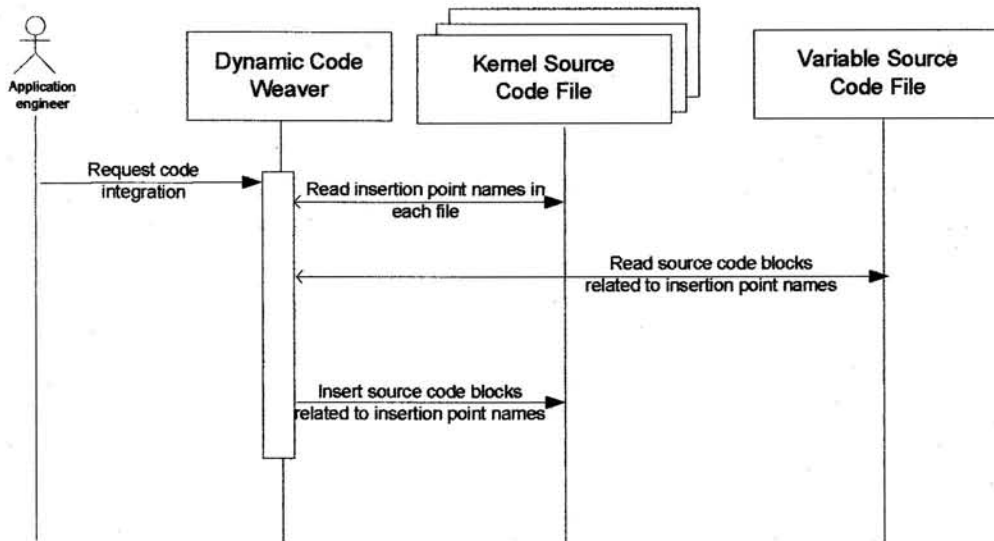 Application
engineer
Dynamic Code
Weaver
Kernel Source
Code File
Variable Source
Code File
Request code
integration
Read insertion point names in
each file
Read source code blocks
related to insertion point names
Insert source code blocks
related to insertion point names